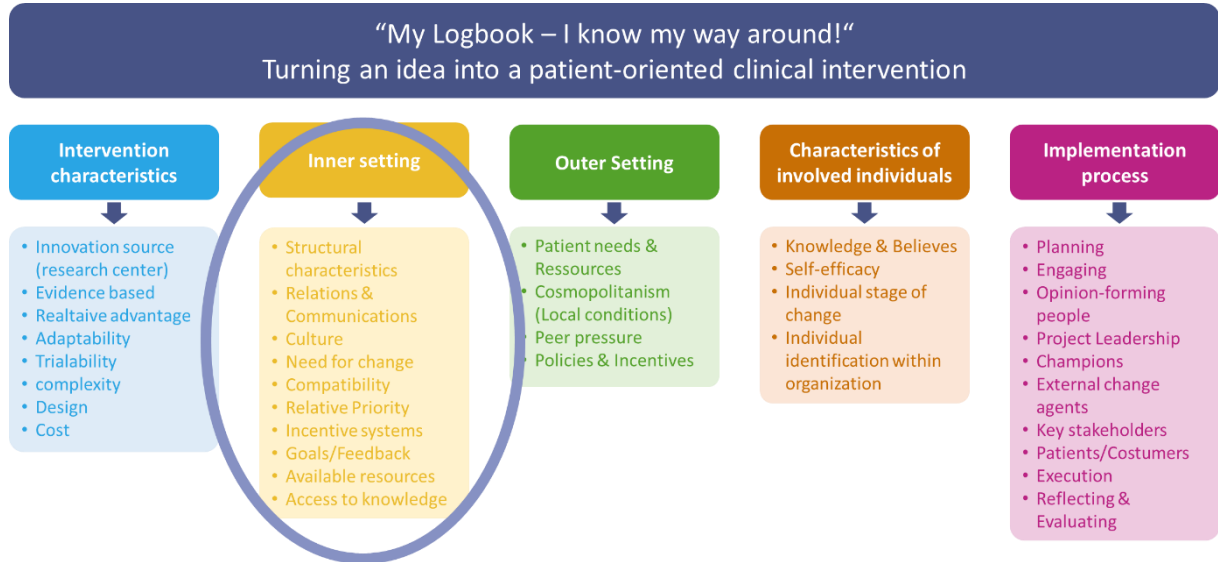 “My Logbook – I know my way around!“
Turning an idea into a patient-oriented clinical intervention
Intervention
characteristics
• Innovation source
(research center)
• Evidence based
• Realtaive advantage
• Adaptability
• Trialability
• complexity
• Design
• Cost
Inner setting
• Structural
characteristics
• Relations &
Communications
• Culture
• Need for change
• Compatibility
• Relative Priority
• Incentive systems
• Goals/Feedback
• Available resources
• Access to knowledge
Outer Setting
• Patient needs &
Ressources
• Cosmopolitanism
(Local conditions)
• Peer pressure
• Policies & Incentives
Characteristics of
involved individuals
• Knowledge & Believes
• Self-efficacy
• Individual stage of
change
• Individual
identification within
organization
Implementation
process
• Planning
• Engaging
• Opinion-forming
people
• Project Leadership
• Champions
• External change
agents
• Key stakeholders
• Patients/Costumers
• Execution
• Reflecting &
Evaluating